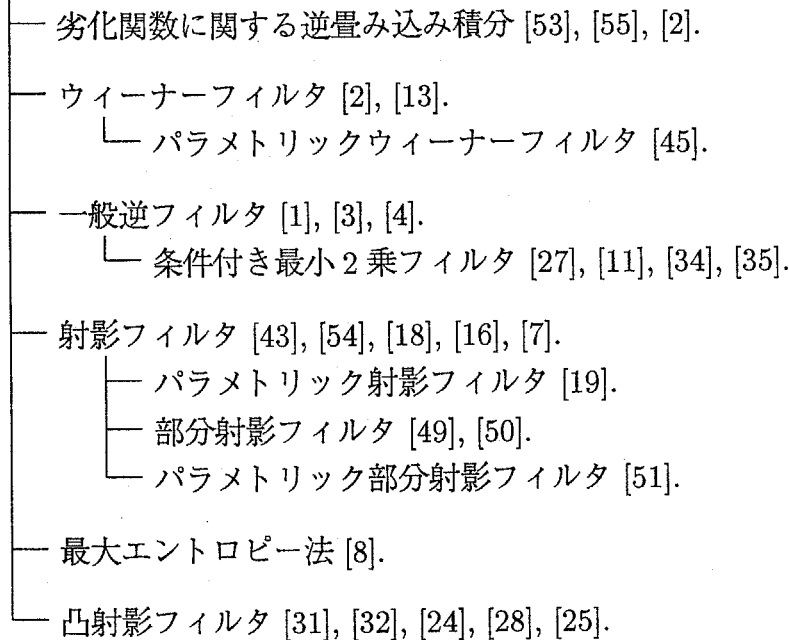 劣化関数に関する逆畳み込み積分 [53], [55], [2].
ウィーナーフィルタ [2], [13].
パラメトリックウィーナーフィルタ [45].
一般逆フィルタ [1], [3], [4].
条件付き最小2乗フィルタ [27], [11], [34], [35].
射影フィルタ [43], [54], [18], [16], [7].
パラメトリック射影フィルタ [19].
部分射影フィルタ [49], [50].
パラメトリック部分射影フィルタ [51].
最大エントロピー法 [8].
凸射影フィルタ [31], [32], [24], [28], [25].